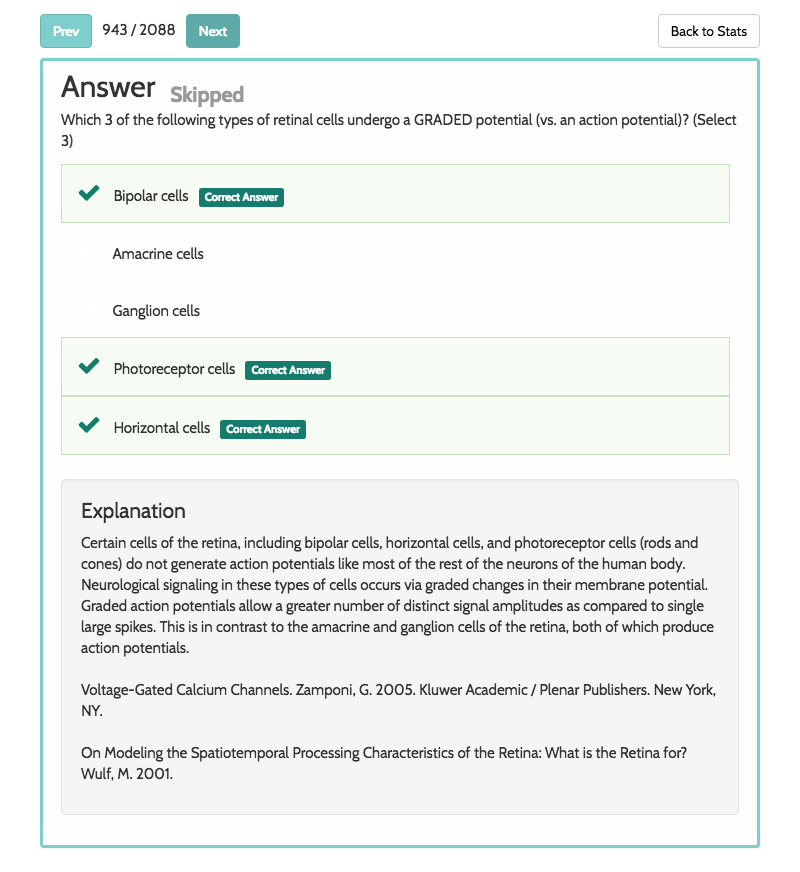 Prev 943 / 2088 Next Back to Stats
Answer Skipped
Which 3 of the following types of retinal cells undergo a GRADED potential (vs. an action potential)? (Select
3)
Bipolar cells Correct Answer
Amacrine cells
Ganglion cells
Photoreceptor cells Correct Answer
Horizontal cells Correct Answer
Explanation
Certain cells of the retina, including bipolar cells, horizontal cells, and photoreceptor cells (rods and
cones) do not generate action potentials like most of the rest of the neurons of the human body.
Neurological signaling in these types of cells occurs via graded changes in their membrane potential.
Graded action potentials allow a greater number of distinct signal amplitudes as compared to single
large spikes. This is in contrast to the amacrine and ganglion cells of the retina, both of which produce
action potentials.
Voltage-Gated Calcium Channels. Zamponi, G. 2005. Kluwer Academic / Plenar Publishers. New York,
NY.
On Modeling the Spatiotemporal Processing Characteristics of the Retina: What is the Retina for?
Wulf, M. 2001.